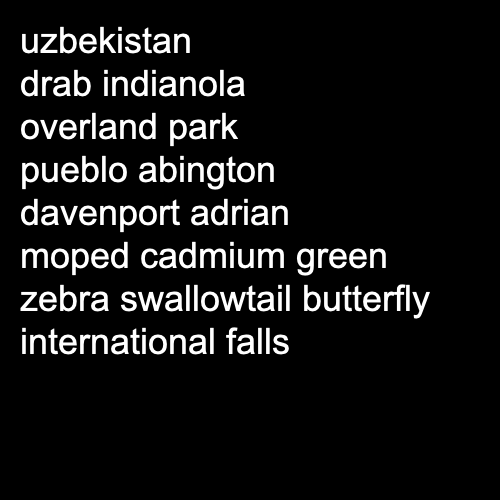 uzbekistan
drab indianola
overland park
pueblo abington
davenport adrian
moped cadmium green
zebra swallowtail butterfly
international falls